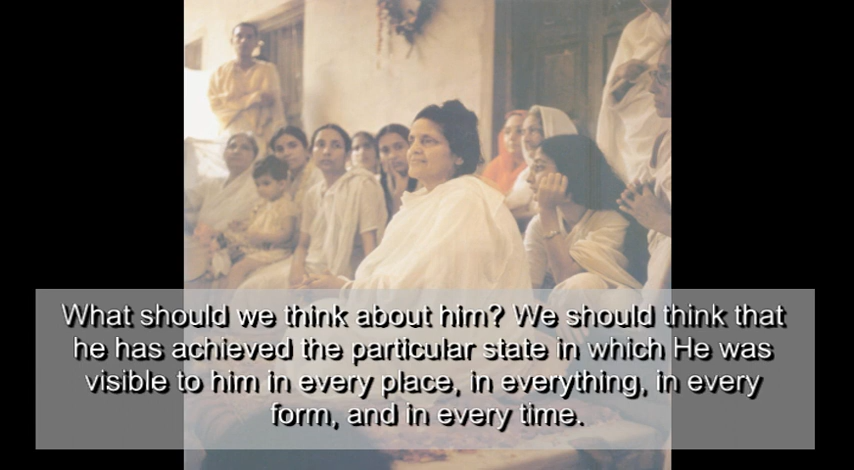 What should we think about him? We should think that
he has achieved the particular state in which He was
visible to him in every place, in everything, in every
form, and in every time.